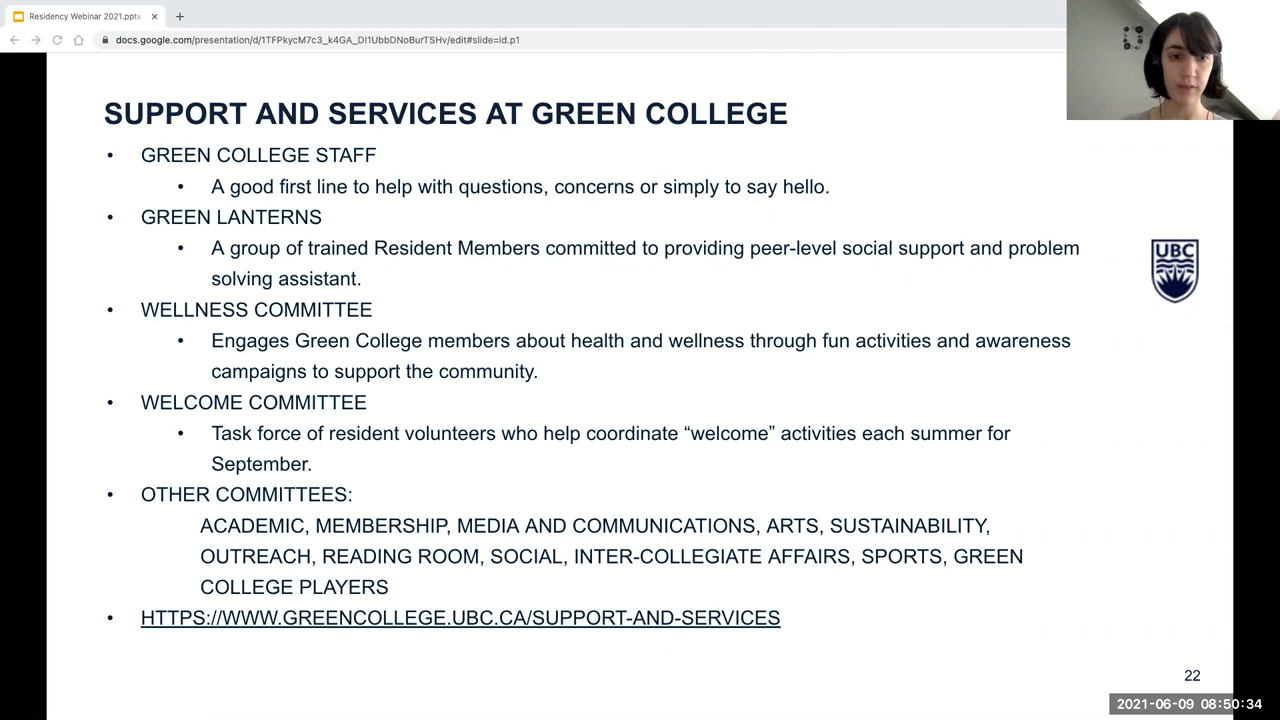 Residency Webinar 2021.pptx
docs.google.com/presentation/d/1TFPkycM7c3_k4GA_DI1UbbDNoBurTSHv/edit#slide=id.p1
SUPPORT AND SERVICES AT GREEN COLLEGE
• GREEN COLLEGE STAFF
• A good first line to help with questions, concerns or simply to say hello.
• GREEN LANTERNS
• A group of trained Resident Members committed to providing peer-level social support and problem
solving assistant.
• WELLNESS COMMITTEE
• Engages Green College members about health and wellness through fun activities and awareness
campaigns to support the community.
• WELCOME COMMITTEE
• Task force of resident volunteers who help coordinate “welcome” activities each summer for
September.
• OTHER COMMITTEES:
ACADEMIC, MEMBERSHIP, MEDIA AND COMMUNICATIONS, ARTS, SUSTAINABILITY,
OUTREACH, READING ROOM, SOCIAL, INTER-COLLEGIATE AFFAIRS, SPORTS, GREEN
COLLEGE PLAYERS
• HTTPS://WWW.GREENCOLLEGE.UBC.CA/SUPPORT-AND-SERVICES
UBC
22
2021-06-09 08:50:34